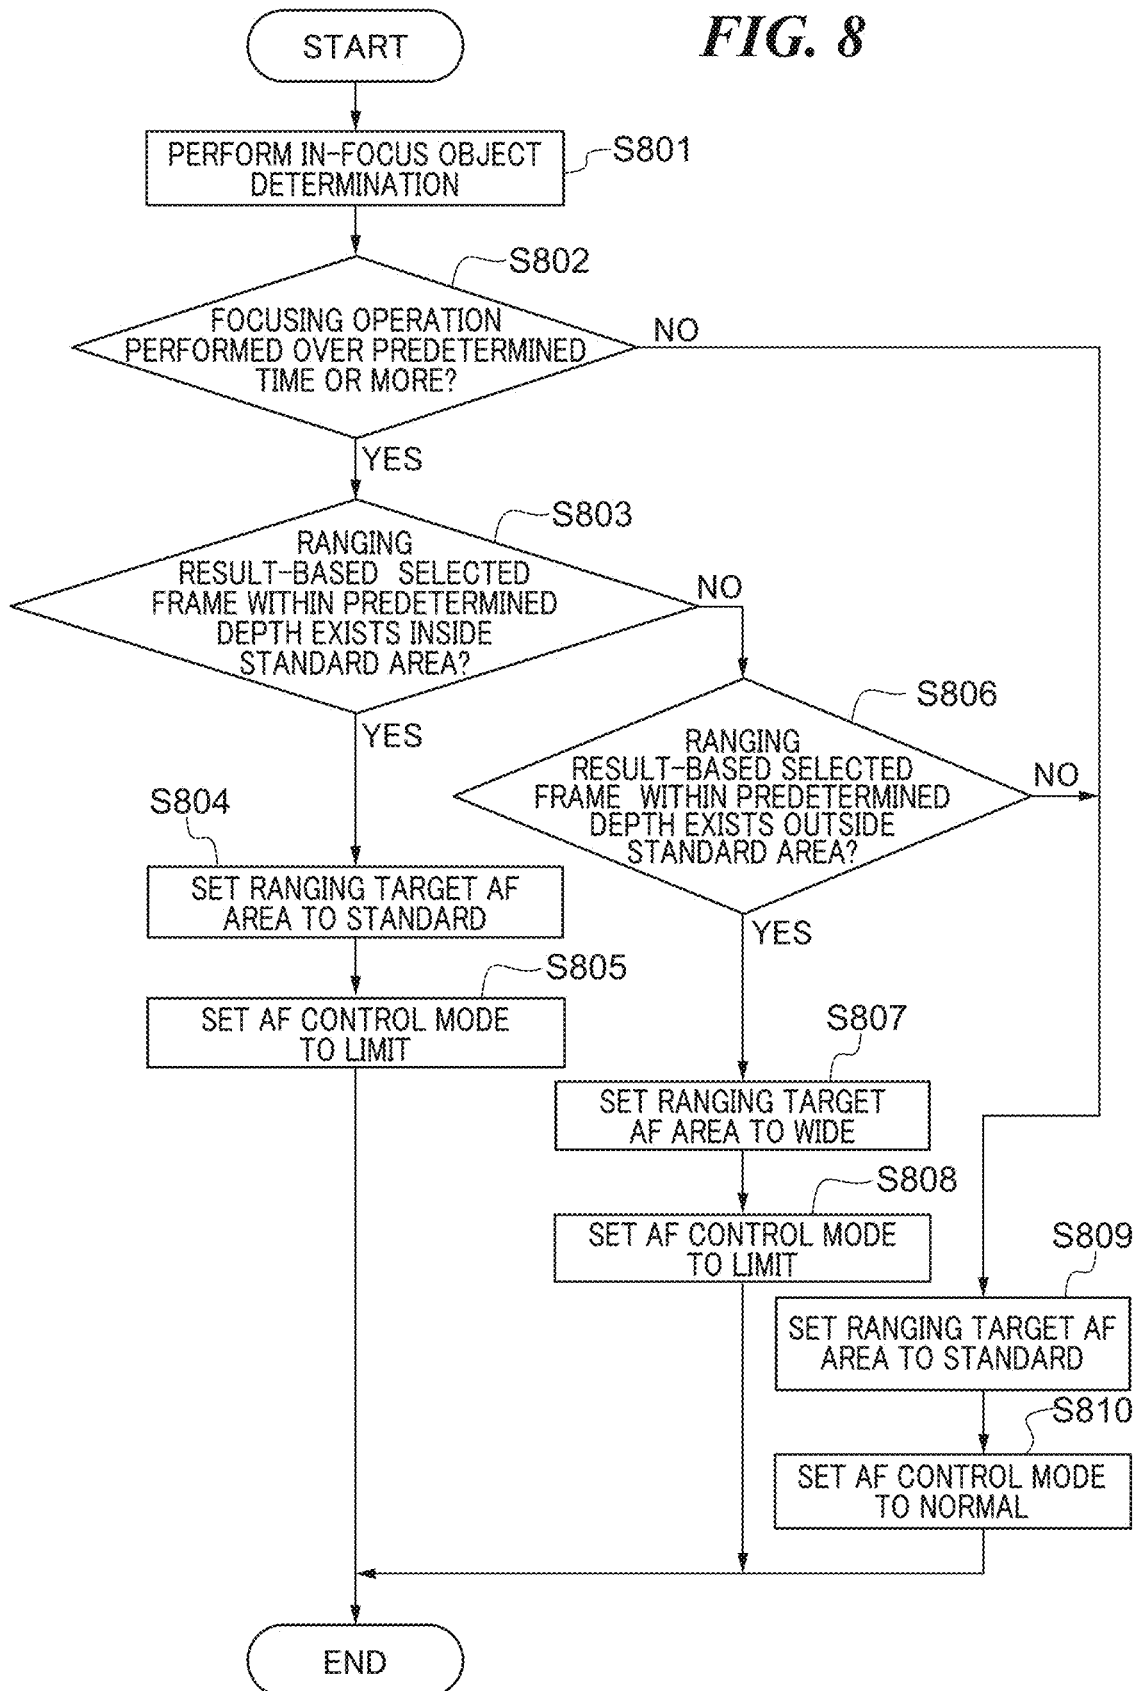 FIG. 8
START
PERFORM IN-FOCUS OBJECT
DETERMINATION
S801
S802
FOCUSING OPERATION
PERFORMED OVER PREDETERMINED
TIME OR MORE?
NO
YES
S803
RANGING
RESULT-BASED SELECTED
FRAME WITHIN PREDETERMINED
DEPTH EXISTS INSIDE
STANDARD AREA?
NO
YES
S806
RANGING
RESULT-BASED SELECTED
FRAME WITHIN PREDETERMINED
DEPTH EXISTS OUTSIDE
STANDARD AREA?
NO
YES
S804
SET RANGING TARGET AF
AREA TO STANDARD
S805
SET AF CONTROL MODE
TO LIMIT
S807
SET RANGING TARGET
AF AREA TO WIDE
S808
SET AF CONTROL MODE
TO LIMIT
S809
SET RANGING TARGET AF
AREA TO STANDARD
S810
SET AF CONTROL MODE
TO NORMAL
END